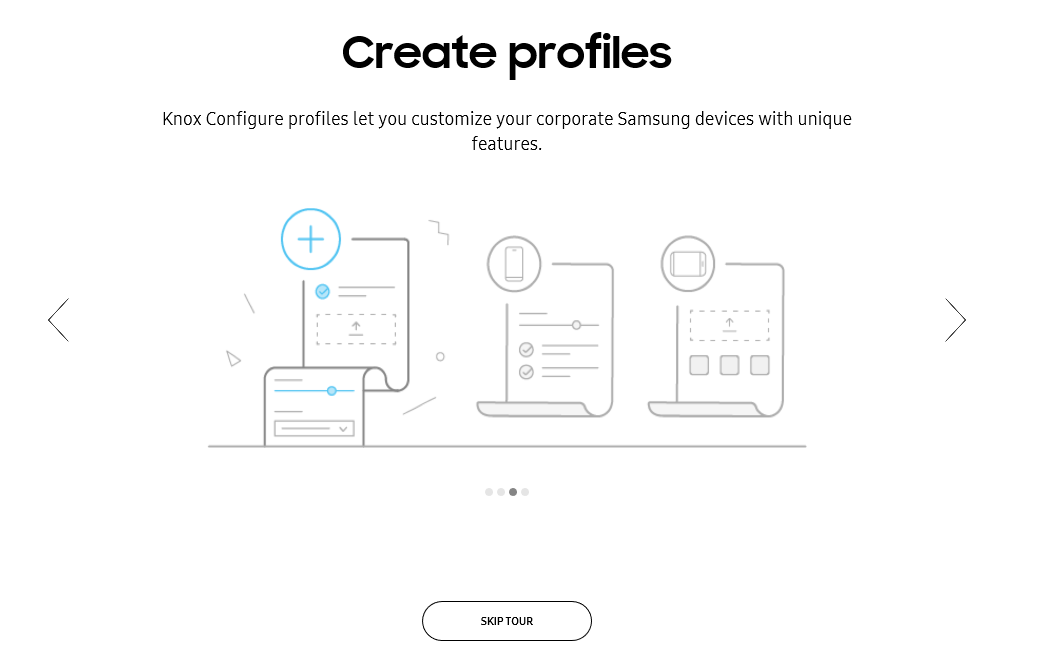 Create profiles
Knox Configure profiles let you customize your corporate Samsung devices with unique
features.
SKIP TOUR